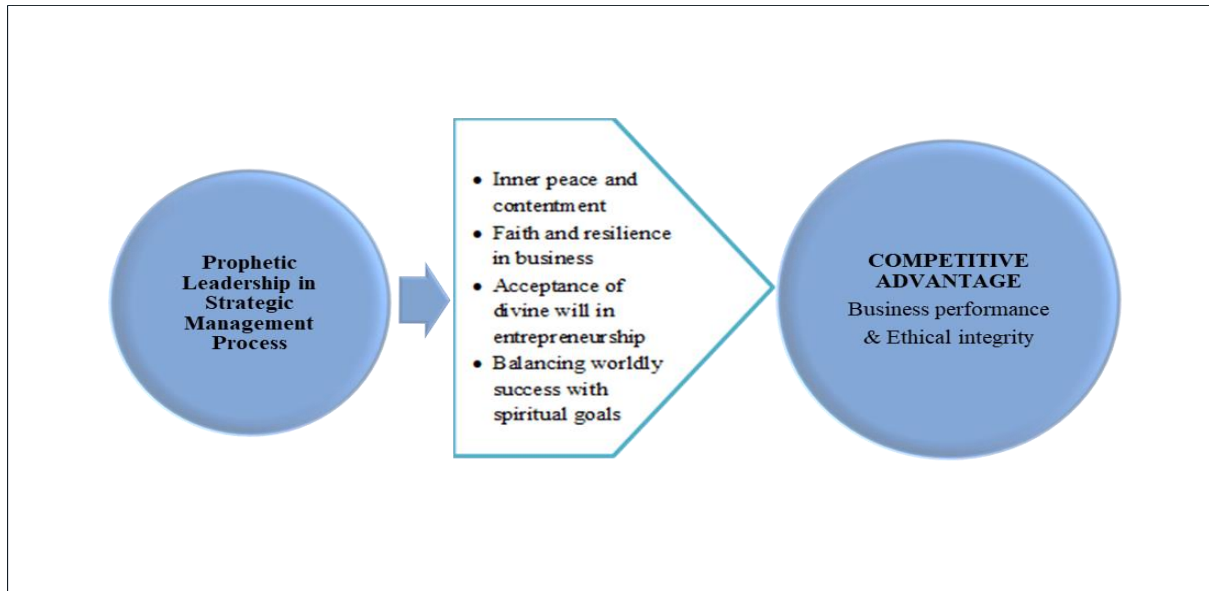 Prophetic
Leadership in
Strategic
Management
Process
• Inner peace and
contentment
• Faith and resilience
in business
• Acceptance of
divine will in
entrepreneurship
• Balancing worldly
success with
spiritual goals
COMPETITIVE
ADVANTAGE
Business performance
& Ethical integrity